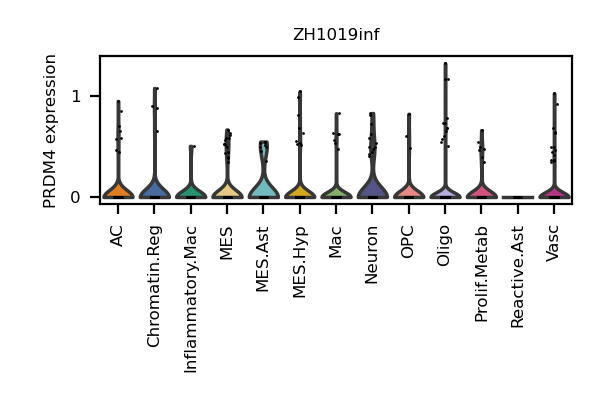 ZH1019inf
PRDM4 expression
1
0
AC
Chromatin.Reg
Inflammatory.Mac
MES
MES.Ast
MES.Hyp
Mac
Neuron
OPC
Oligo
Prolif.Metab
Reactive.Ast
Vasc